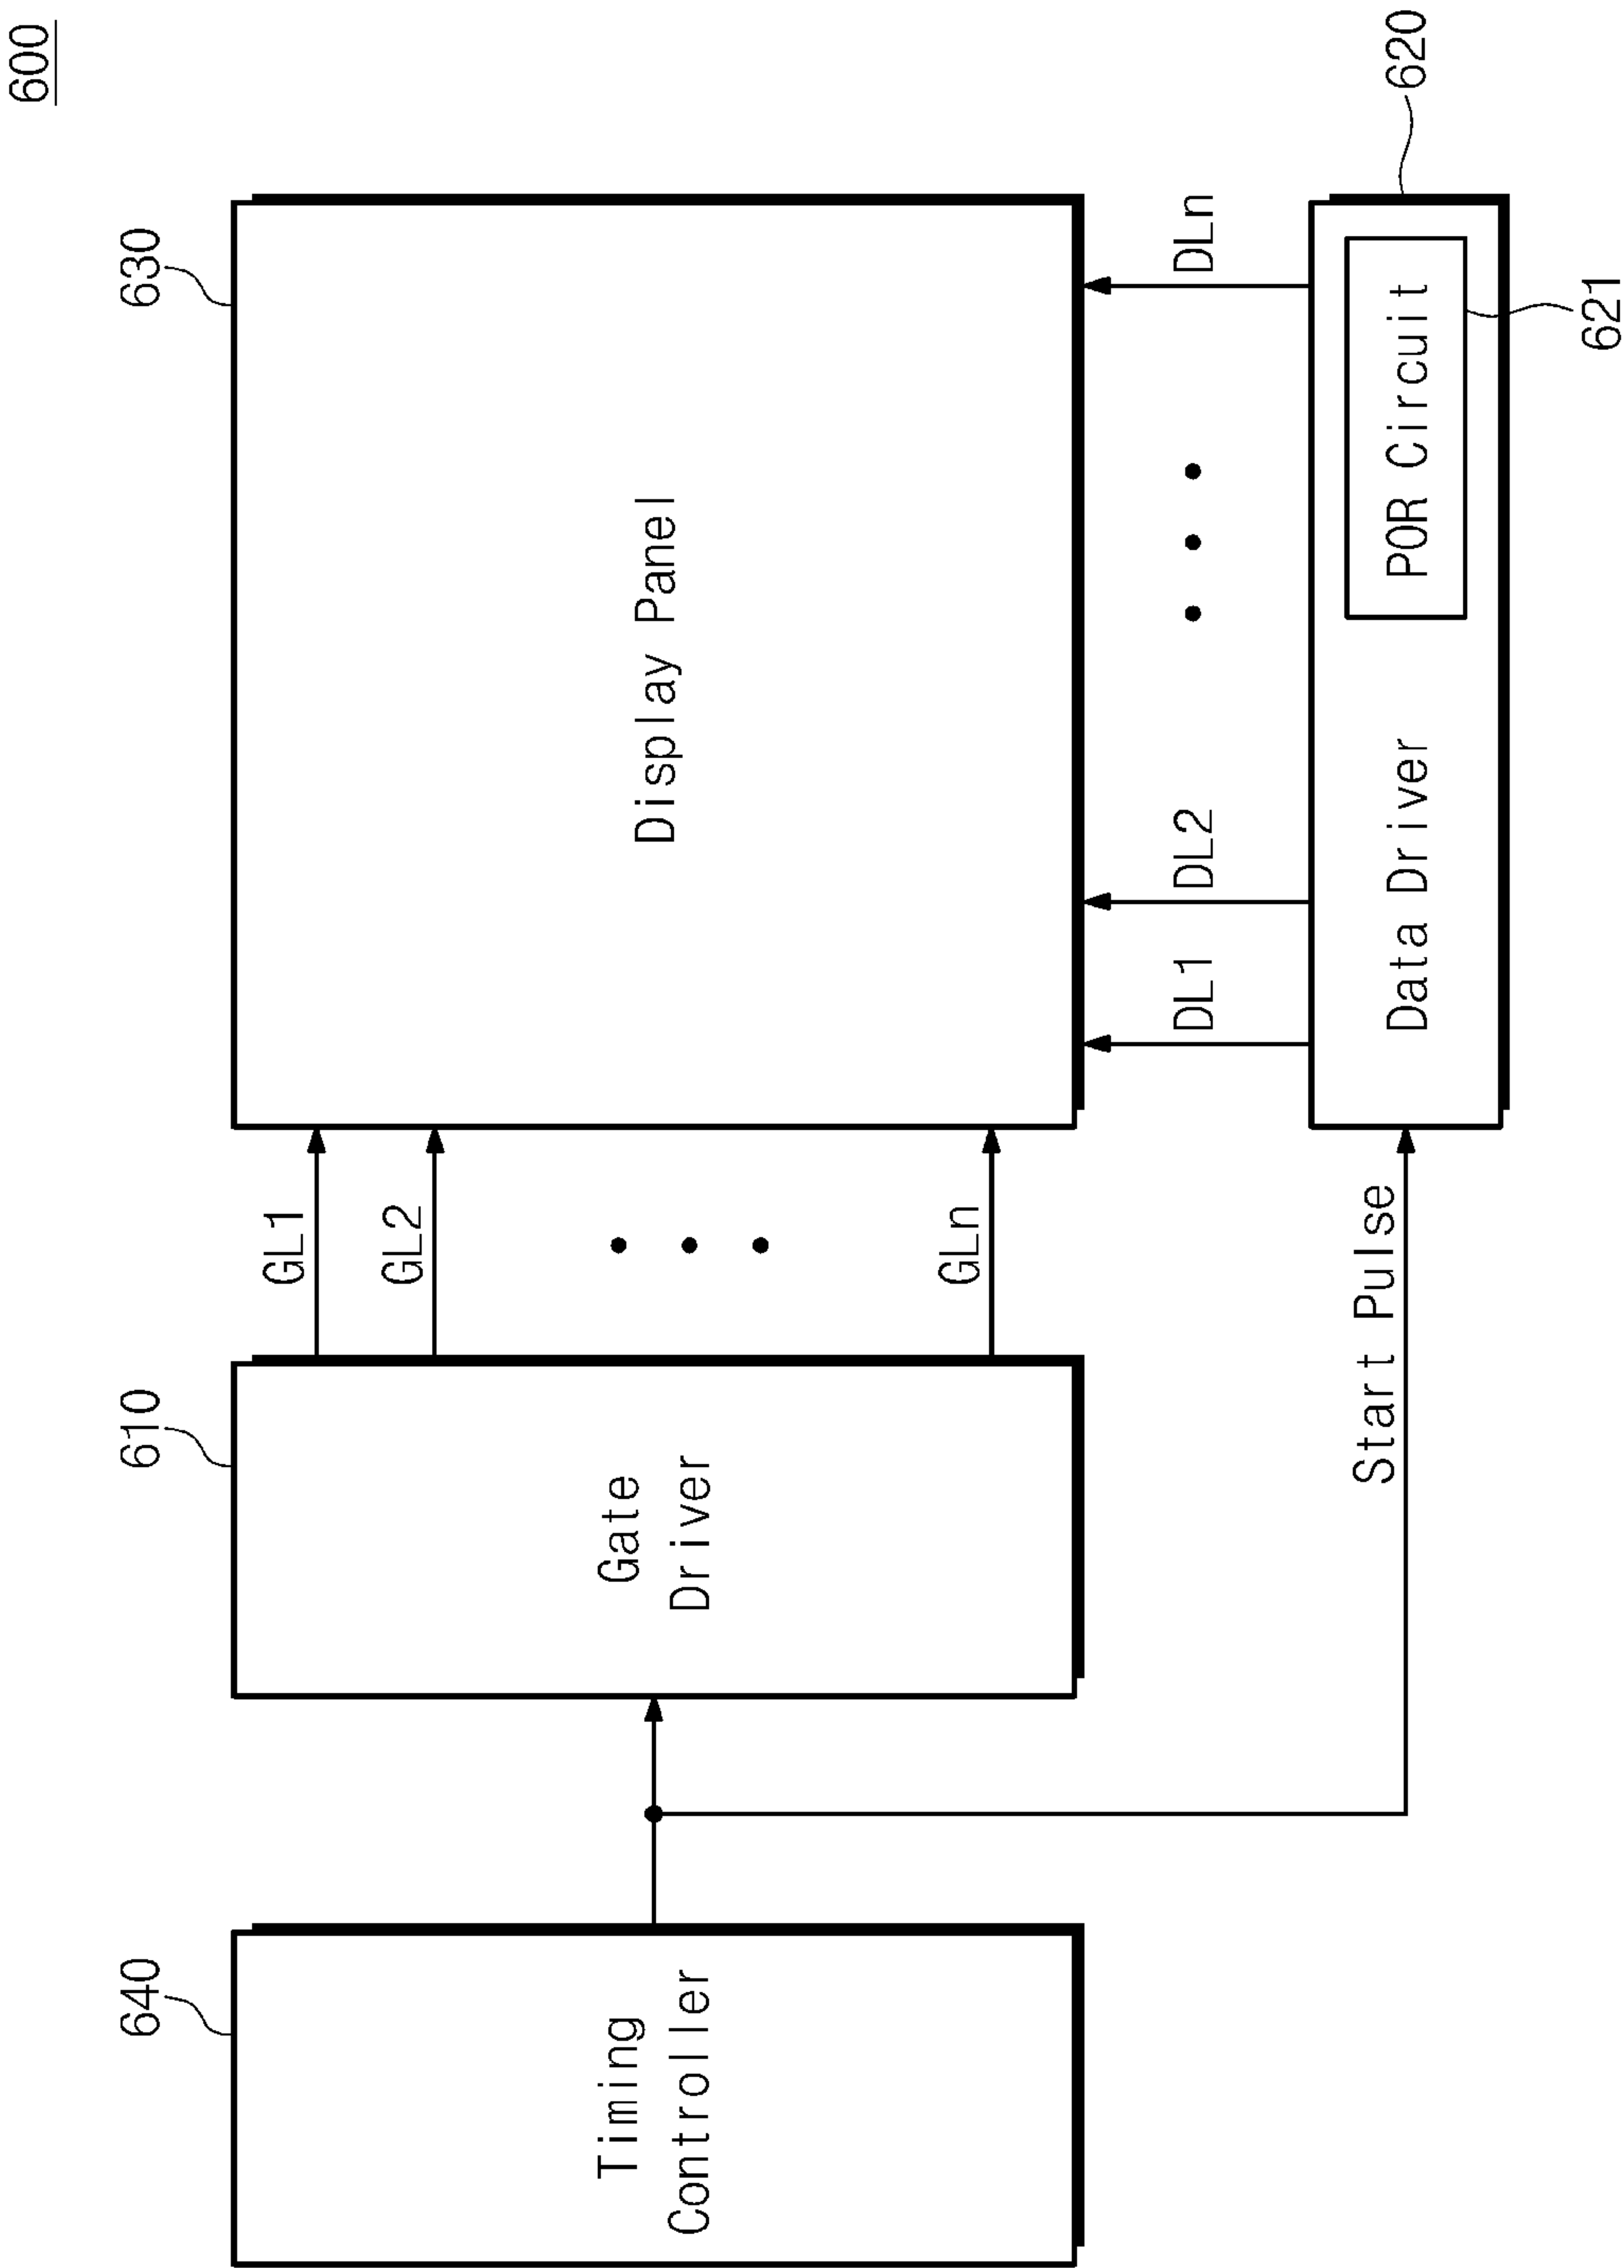 600
640
610
630
Timing
Controller
Gate
Driver
GL1
GL2
GLn
Display Panel
DL1
DL2
DLn
Start Pulse
Data Driver
POR Circuit
620
621